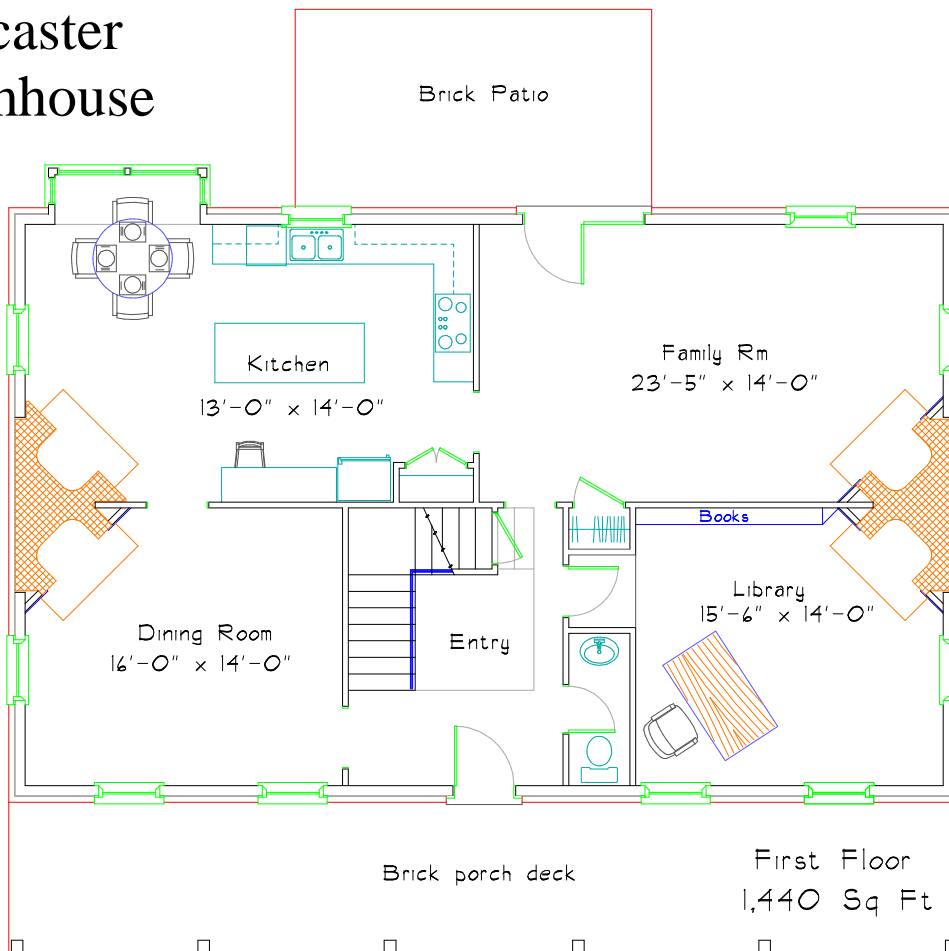 caster
nhouse
Brick Patio
Kitchen
13'-0" x 14'-0"
Family Rm
23'-5" x 14'-0"
Books
Dining Room
16'-0" x 14'-0"
Entry
Library
15'-6" x 14'-0"
Brick porch deck
First Floor
1,440 Sq Ft